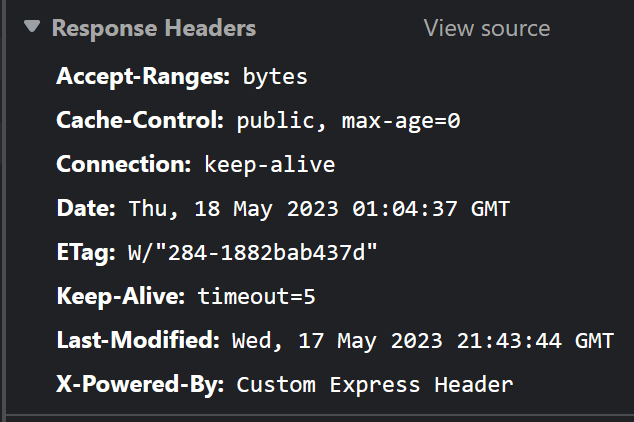 Response Headers View source
Accept-Ranges: bytes
Cache-Control: public, max-age=0
Connection: keep-alive
Date: Thu, 18 May 2023 01:04:37 GMT
ETag: W/"284-1882bab437d"
Keep-Alive: timeout=5
Last-Modified: Wed, 17 May 2023 21:43:44 GMT
X-Powered-By: Custom Express Header